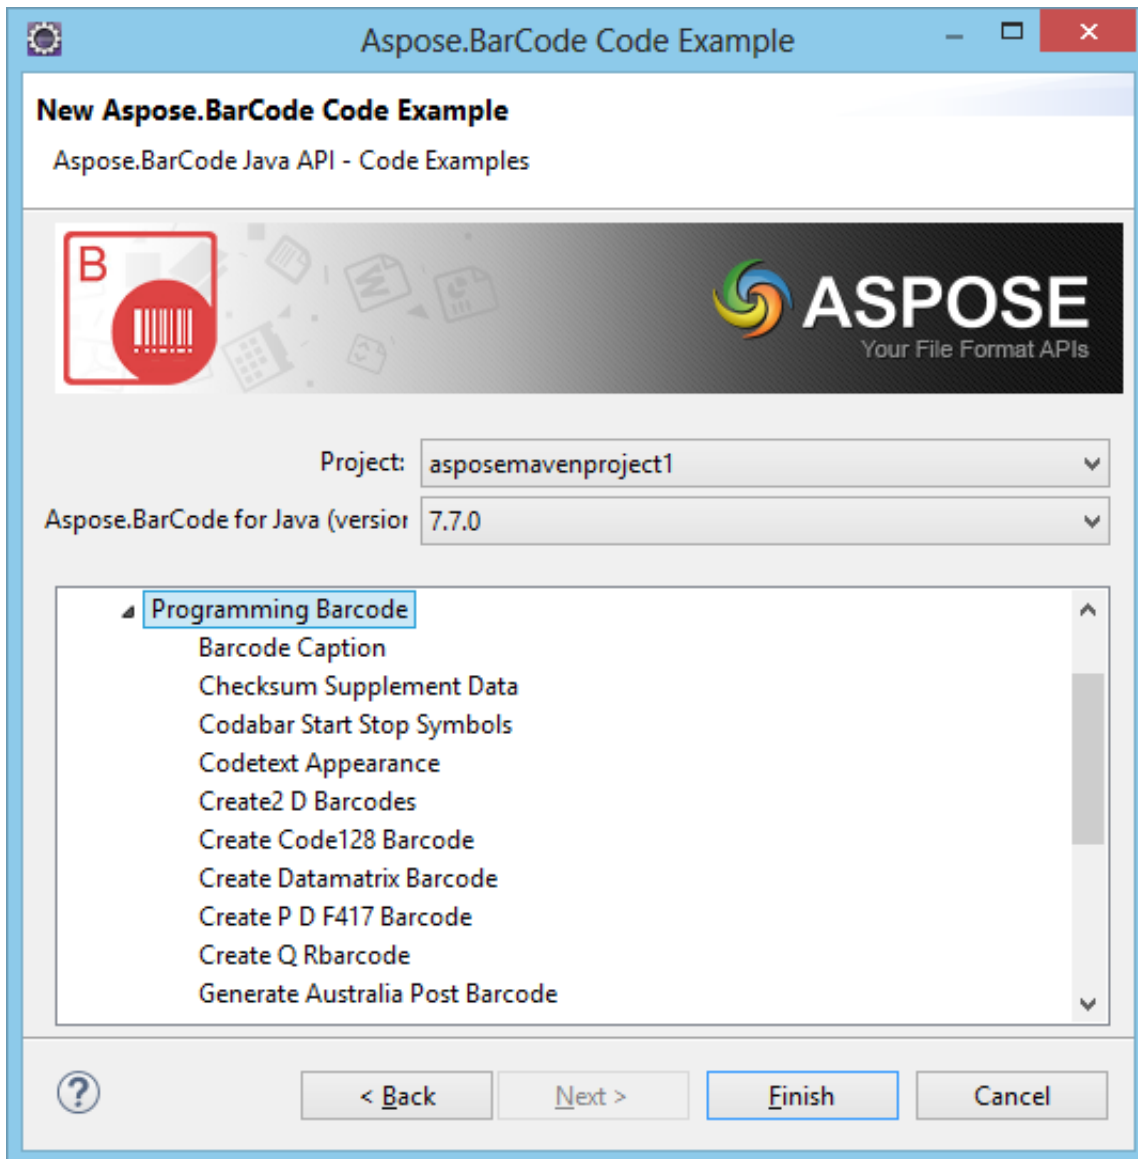 Aspose.BarCode Code Example
New Aspose.BarCode Code Example
Aspose.BarCode Java API - Code Examples
B
ASPOSE
Your File Format APIs
Project: asposemavenproject1
Aspose.BarCode for Java (version 7.7.0
Programming Barcode
Barcode Caption
Checksum Supplement Data
Codabar Start Stop Symbols
Codetext Appearance
Create2 D Barcodes
Create Code128 Barcode
Create Datamatrix Barcode
Create P D F417 Barcode
Create Q Rbarcode
Generate Australia Post Barcode
? < Back Next > Finish Cancel